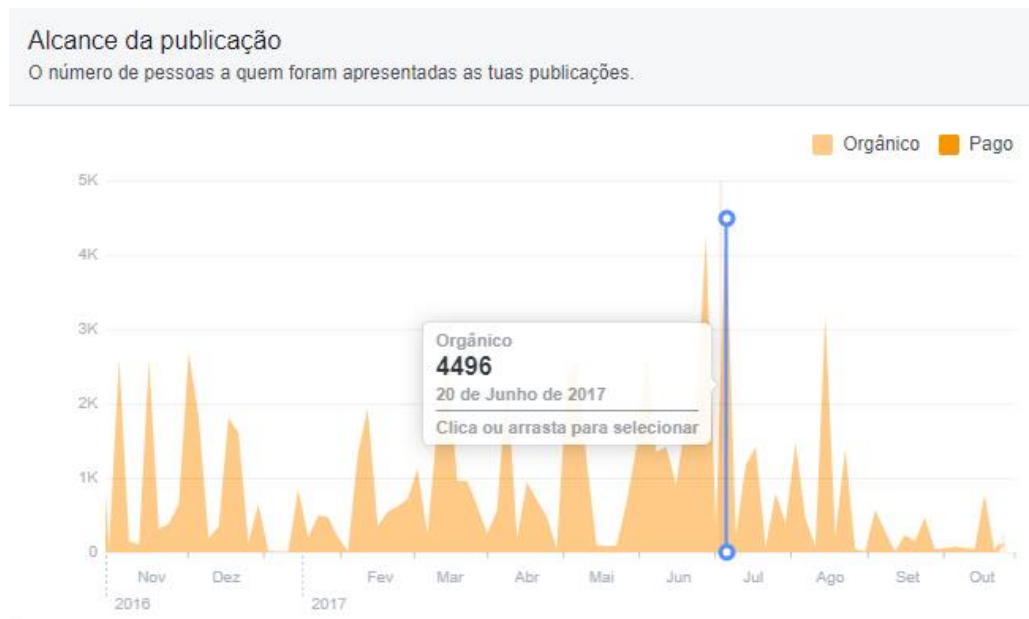 Alcance da publicação
O número de pessoas a quem foram apresentadas as tuas publicações.
Orgânico Pago
5K
4K
3K
2K
1K
0
Orgânico
4496
20 de Junho de 2017
Clica ou arrasta para selecionar
Nov Dez Fev Mar Abr Mai Jun Jul Ago Set Out
2016 2017